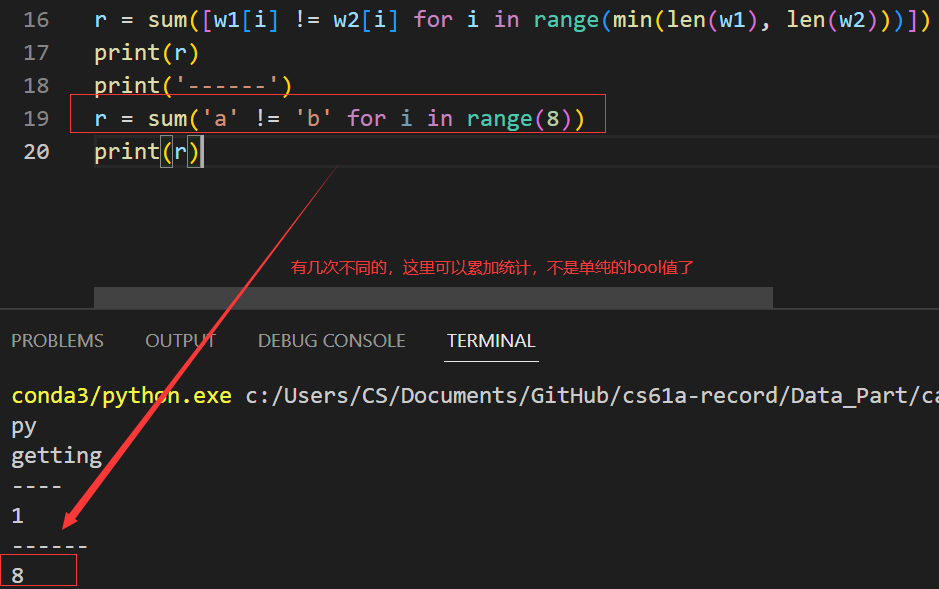 16 r = sum([w1[i] != w2[i] for i in range(min(len(w1), len(w2)))])
17 print(r)
18 print('------')
19 r = sum('a' != 'b' for i in range(8))
20 print(r)
有几次不同的，这里可以累加统计，不是单纯的bool值了
PROBLEMS OUTPUT DEBUG CONSOLE TERMINAL
conda3/python.exe c:/Users/CS/Documents/GitHub/cs61a-record/Data_Part/ca
py
getting
----
1
------
8